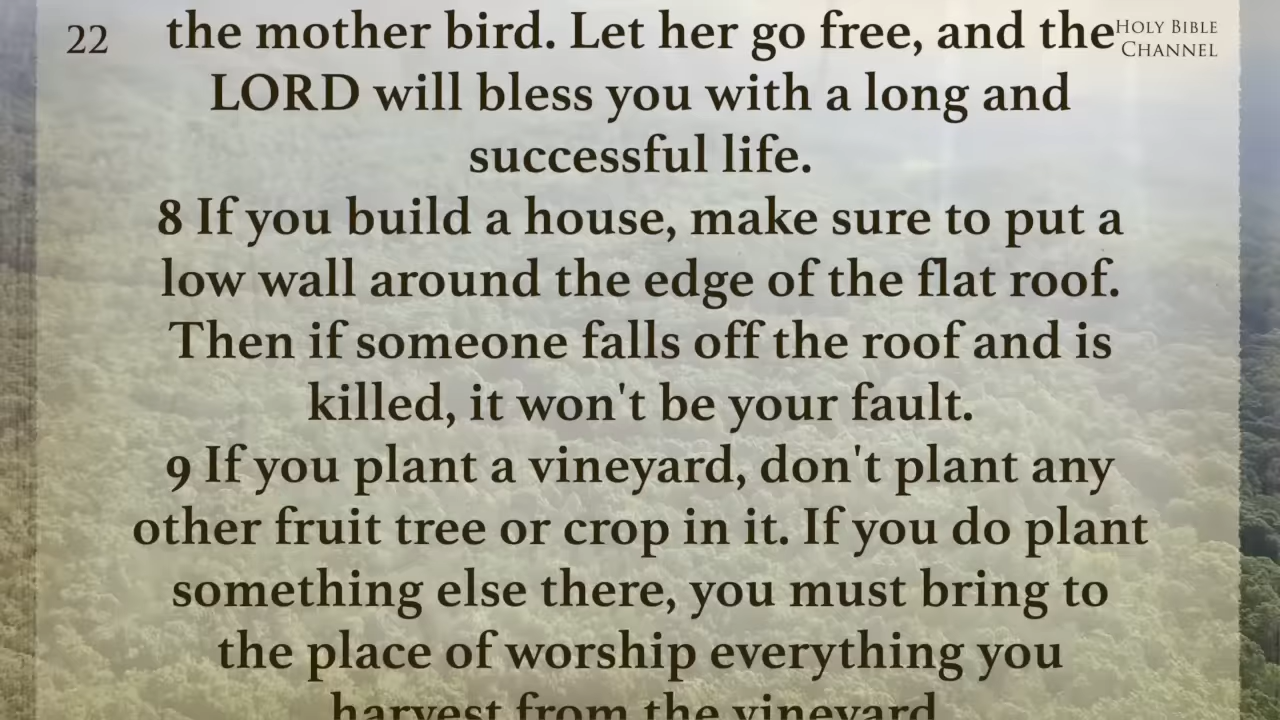 22
the mother bird. Let her go free, and the
HOLY BIBLE
CHANNEL
LORD will bless you with a long and
successful life.
8 If you build a house, make sure to put a
low wall around the edge of the flat roof.
Then if someone falls off the roof and is
killed, it won't be your fault.
9 If you plant a vineyard, don't plant any
other fruit tree or crop in it. If you do plant
something else there, you must bring to
the place of worship everything you
harvest from the vineyard.